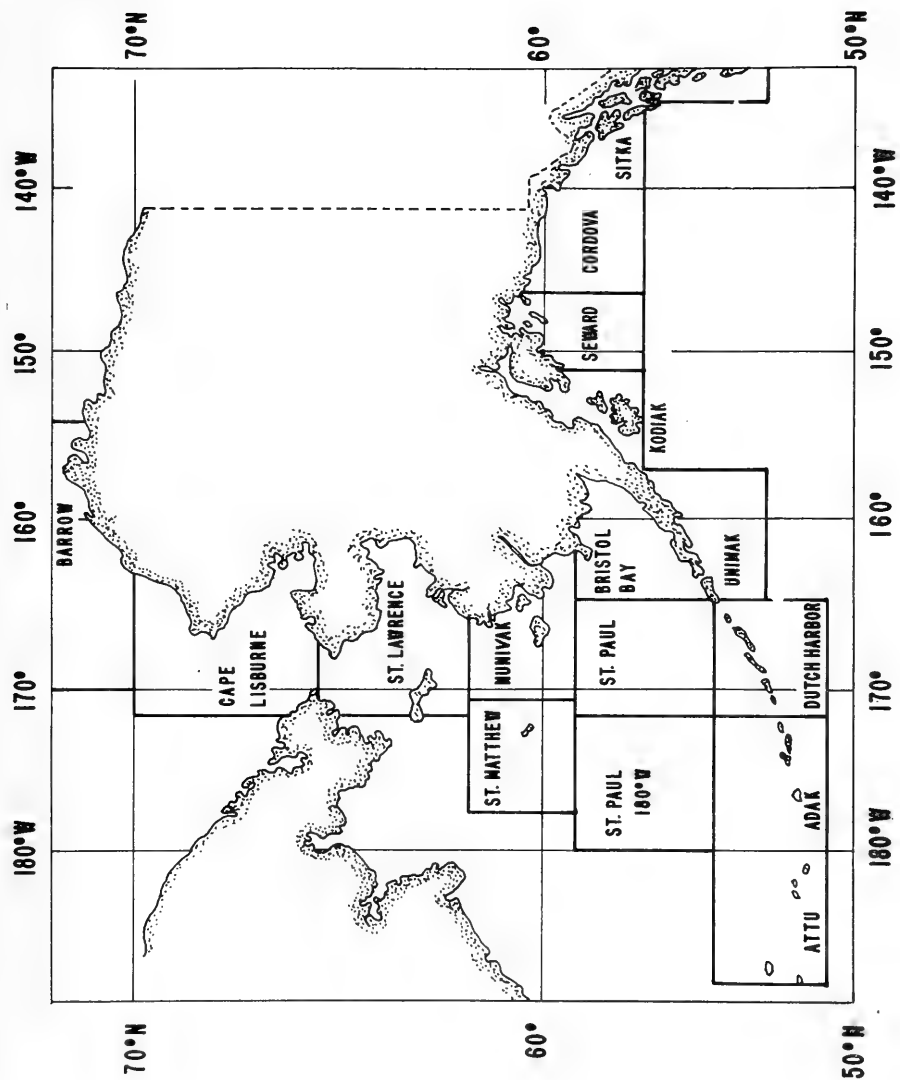 180°W
170°
160°
150°
140°W
70°N
70°N
BARROW
CAPE
LISBURNE
ST. LAWRENCE
60°
60°
ST. MATTHEW
NUNIVAK
ST. PAUL
180°W
ST. PAUL
BRISTOL
BAY
KODIAK
SEWARD
CORDOVA
SITKA
ATTU
ADAK
DUTCH HARBOR
UNIMAK
50°N
50°N
180°W
170°
160°
150°
140°W